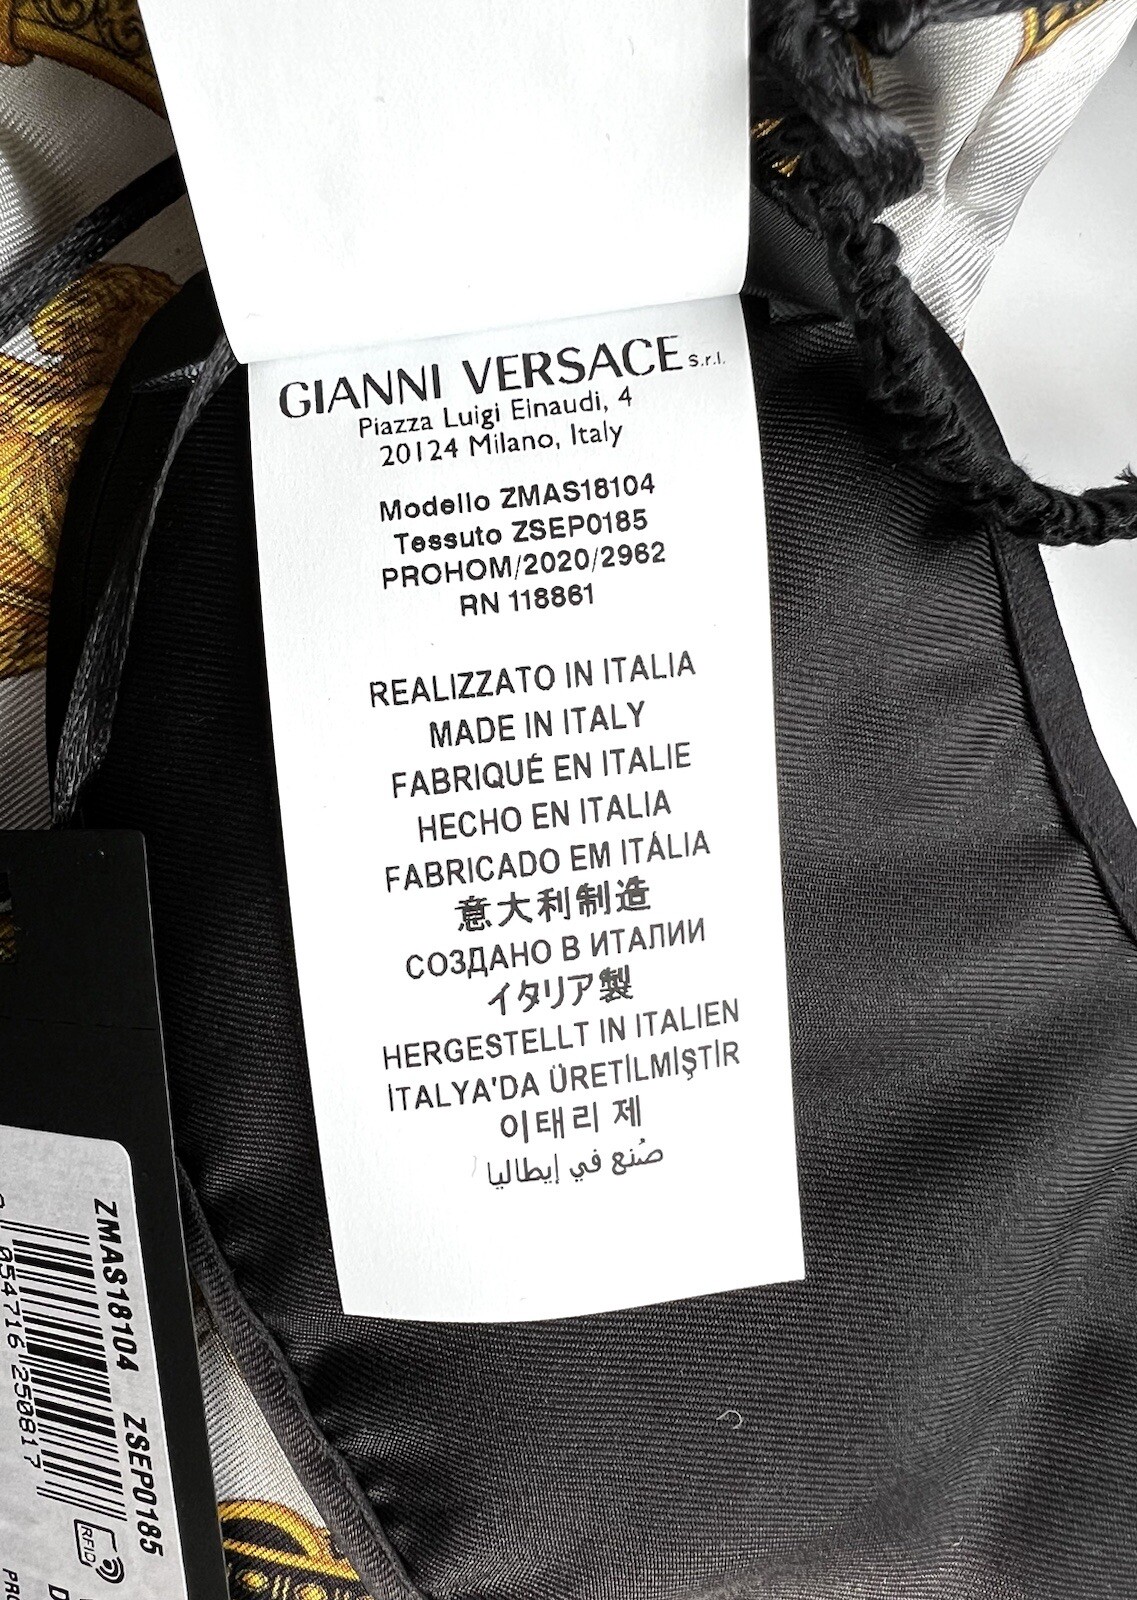 GIANNI VERSACE s.r.l.
Piazza Luigi Einaudi, 4
20124 Milano, Italy
Modello ZMAS18104
Tessuto ZSEP0185
PROHOM/2020/2962
RN 118861
REALIZZATO IN ITALIA
MADE IN ITALY
FABRIQUÉ EN ITALIE
HECHO EN ITALIA
FABRICADO EM ITÁLIA
意大利制造
СОЗДАНО В ИТАЛИИ
イタリア製
HERGESTELLT IN ITALIEN
İTALYA'DA ÜRETİLMİŞTİR
이태리 제
صُنع في إيطاليا
ZMAS18104 ZSEP0185
054716 250817
RFID